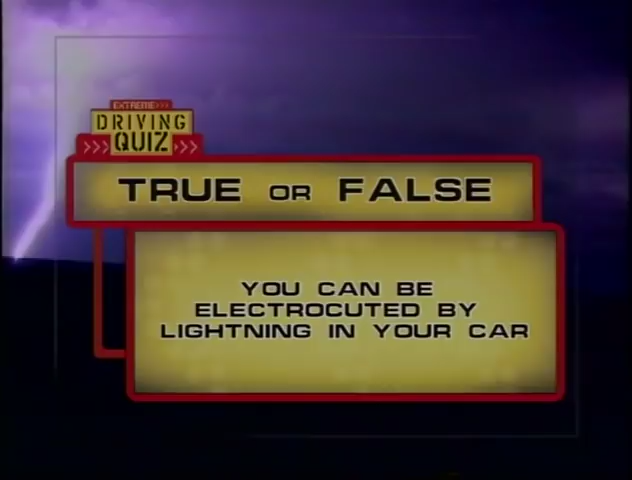 EXTREME>>>
DRIVING
>>> QUIZ >>>
TRUE OR FALSE
YOU CAN BE
ELECTROCUTED BY
LIGHTNING IN YOUR CAR